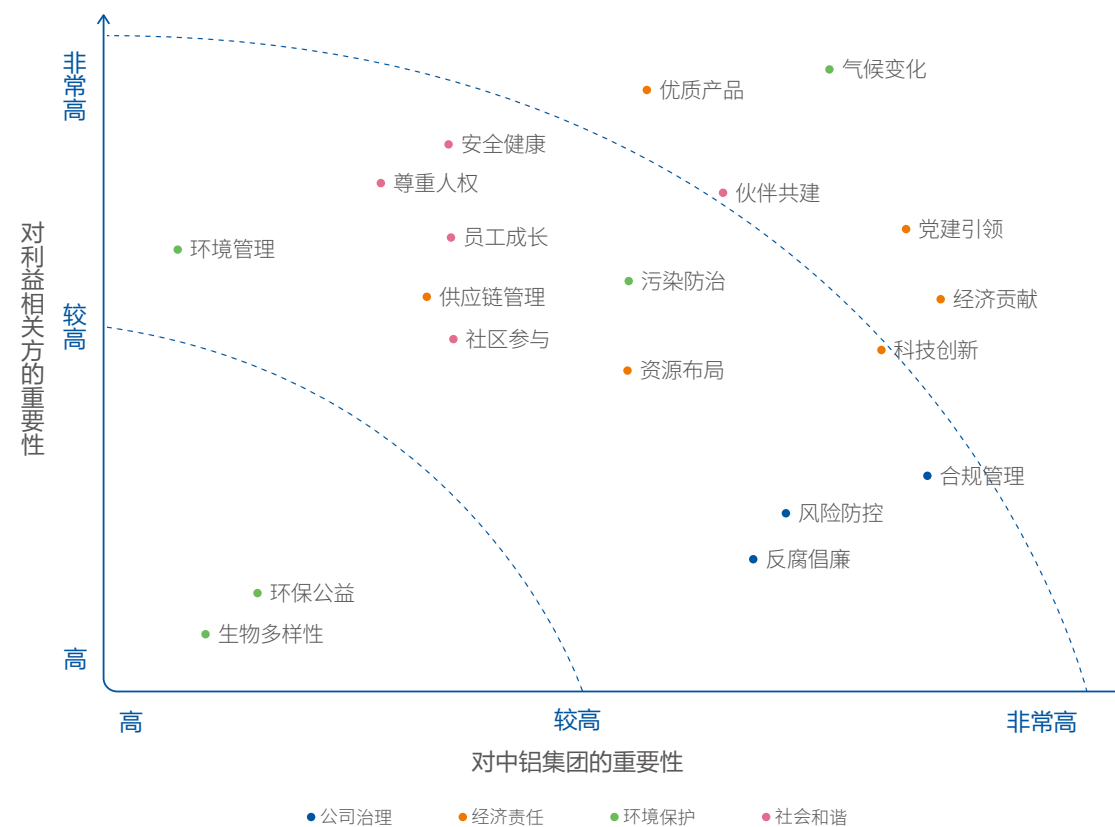 非常高
气候变化
优质产品
安全健康
尊重人权
伙伴共建
党建引领
员工成长
环境管理
污染防治
供应链管理
经济贡献
较高
社区参与
科技创新
资源布局
对利益相关方的重要性
合规管理
风险防控
反腐倡廉
环保公益
生物多样性
高
高
较高
非常高
对中铝集团的重要性
公司治理
经济责任
环境保护
社会和谐